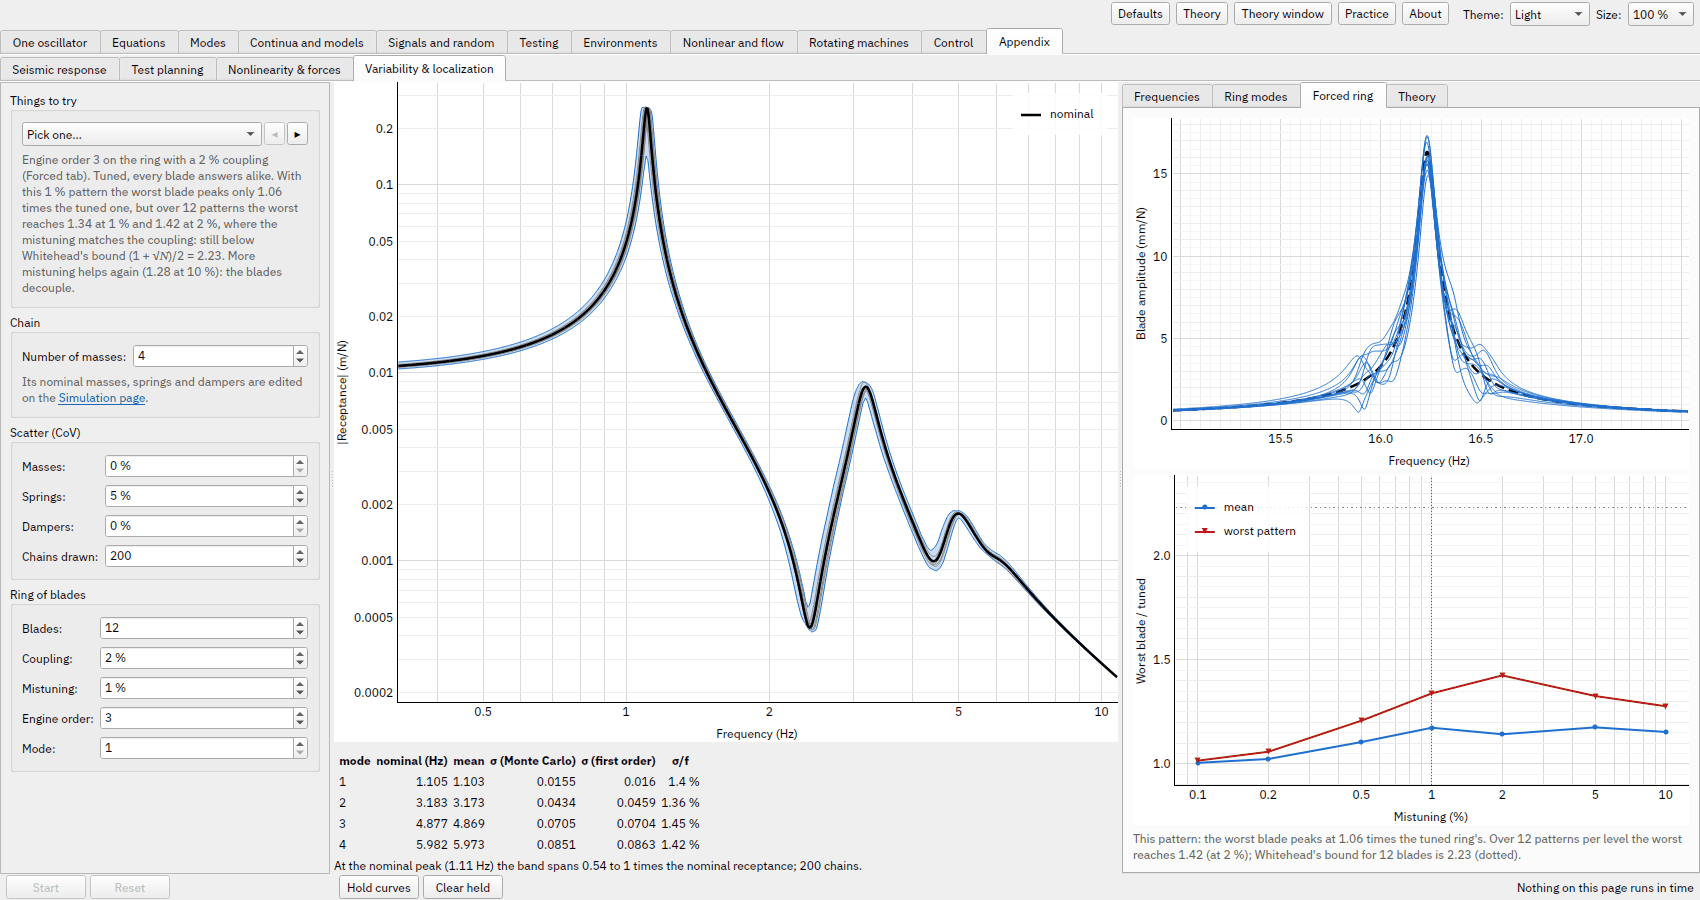 Defaults Theory Theory window Practice About Theme: Light Size: 100 %
One oscillator Equations Modes Continua and models Signals and random Testing Environments Nonlinear and flow Rotating machines Control Appendix
Seismic response Test planning Nonlinearity & forces Variability & localization
Things to try
Pick one...
Engine order 3 on the ring with a 2 % coupling
(Forced tab). Tuned, every blade answers alike. With
this 1 % pattern the worst blade peaks only 1.06
times the tuned one, but over 12 patterns the worst
reaches 1.34 at 1 % and 1.42 at 2 %, where the
mistuning matches the coupling: still below
Whitehead's bound (1 + √N)/2 = 2.23. More
mistuning helps again (1.28 at 10 %): the blades
decouple.
Chain
Number of masses: 4
Its nominal masses, springs and dampers are edited
on the Simulation page.
Scatter (CoV)
Masses: 0 %
Springs: 5 %
Dampers: 0 %
Chains drawn: 200
Ring of blades
Blades: 12
Coupling: 2 %
Mistuning: 1 %
Engine order: 3
Mode: 1
Start Reset
nominal
|Receptance| (m/N)
0.2
0.1
0.05
0.02
0.01
0.005
0.002
0.001
0.0005
0.0002
0.5 1 2 5 10
Frequency (Hz)
mode nominal (Hz) mean σ (Monte Carlo) σ (first order) σ/f
1 1.105 1.103 0.0155 0.016 1.4 %
2 3.183 3.173 0.0434 0.0459 1.36 %
3 4.877 4.869 0.0705 0.0704 1.45 %
4 5.982 5.973 0.0851 0.0863 1.42 %
At the nominal peak (1.11 Hz) the band spans 0.54 to 1 times the nominal receptance; 200 chains.
Hold curves Clear held
Frequencies Ring modes Forced ring Theory
Blade amplitude (mm/N)
15
10
5
0
15.5 16.0 16.5 17.0
Frequency (Hz)
mean
worst pattern
Worst blade / tuned
2.0
1.5
1.0
0.1 0.2 0.5 1 2 5 10
Mistuning (%)
This pattern: the worst blade peaks at 1.06 times the tuned ring's. Over 12 patterns per level the worst
reaches 1.42 (at 2 %); Whitehead's bound for 12 blades is 2.23 (dotted).
Nothing on this page runs in time